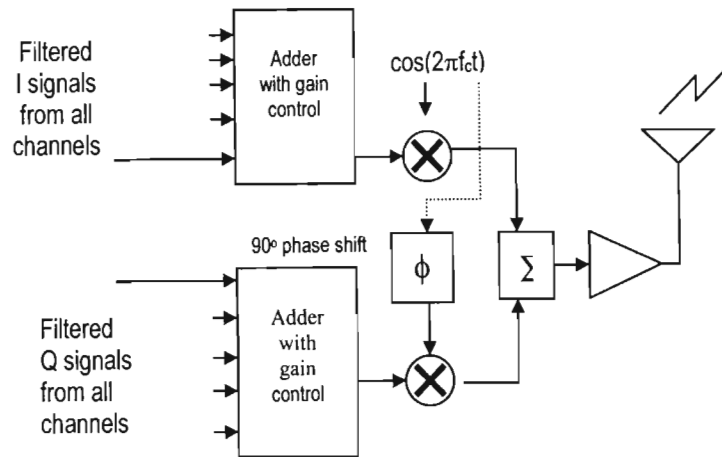 Filtered
I signals
from all
channels
Adder
with gain
control
cos(2πfct)
90º phase shift
ϕ
Σ
Filtered
Q signals
from all
channels
Adder
with
gain
control